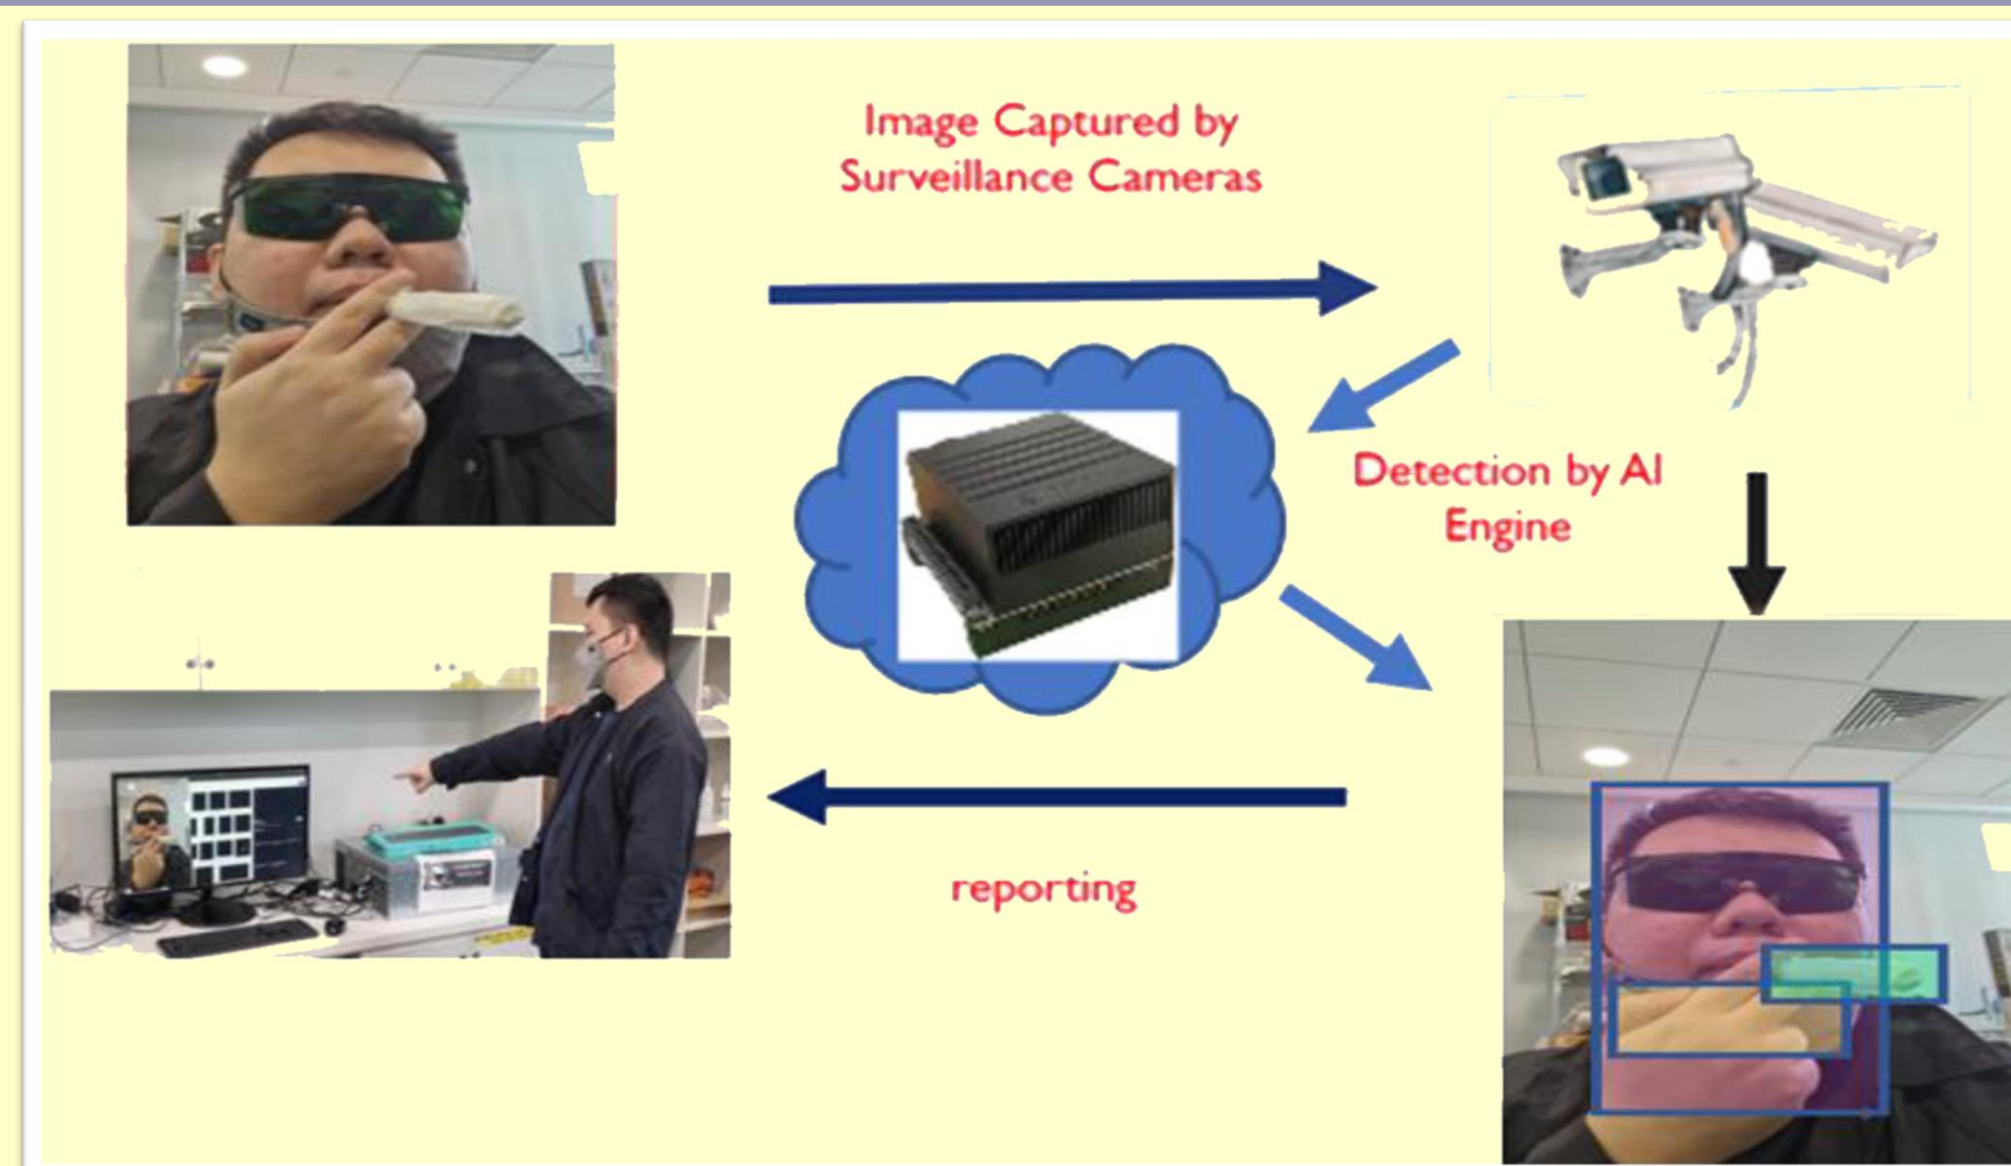 Image Captured by
Surveillance Cameras
Detection by AI
Engine
reporting